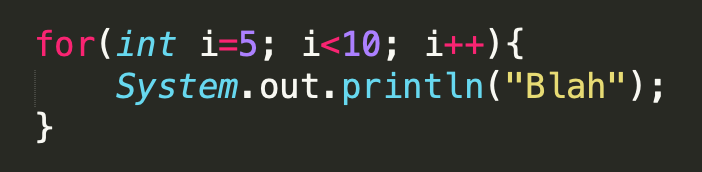 for(int i=5; i<10; i++){
    System.out.println("Blah");
}